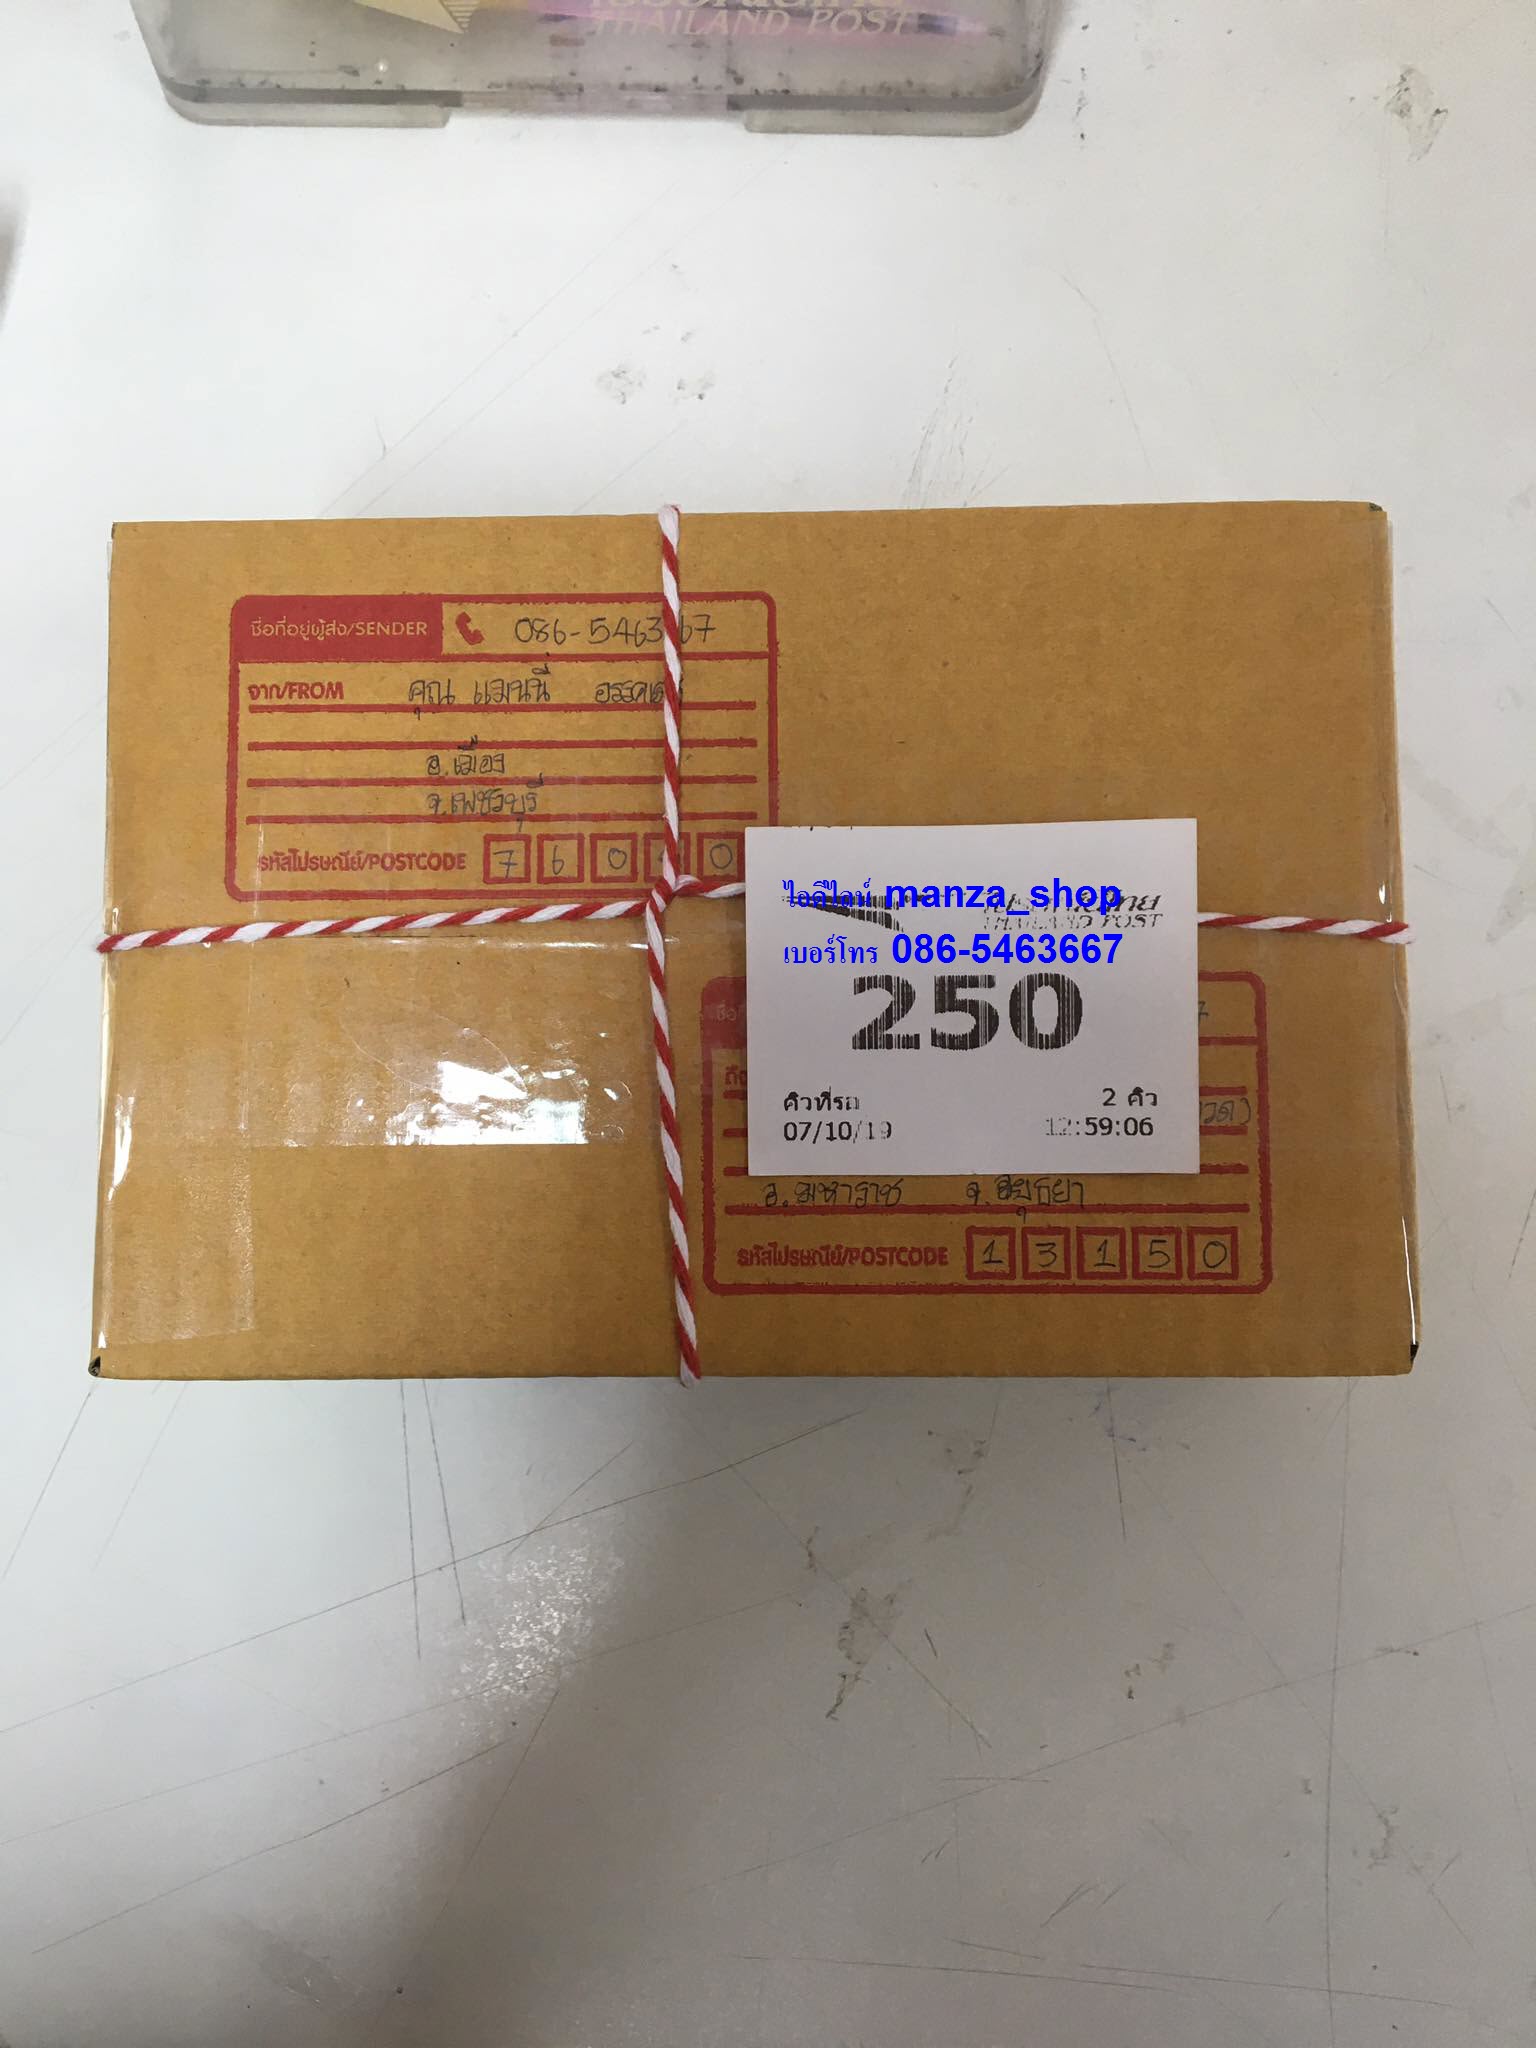 THAILAND POST
ชื่อที่อยู่ผู้ส่ง/SENDER 086-5463 67
จาก/FROM คุณ แมนนี่
อ.เมือง
จ.เพชรบุรี
รหัสไปรษณีย์/POSTCODE 7 6 0 0 0
ไอดีไลน์ manza_shop
THAILAND POST
เบอร์โทร 086-5463667
250
คิวที่รอ 2 คิว
07/10/19 12:59:06
อ.มหาราช จ.อยุธยา
รหัสไปรษณีย์/POSTCODE 1 3 1 5 0